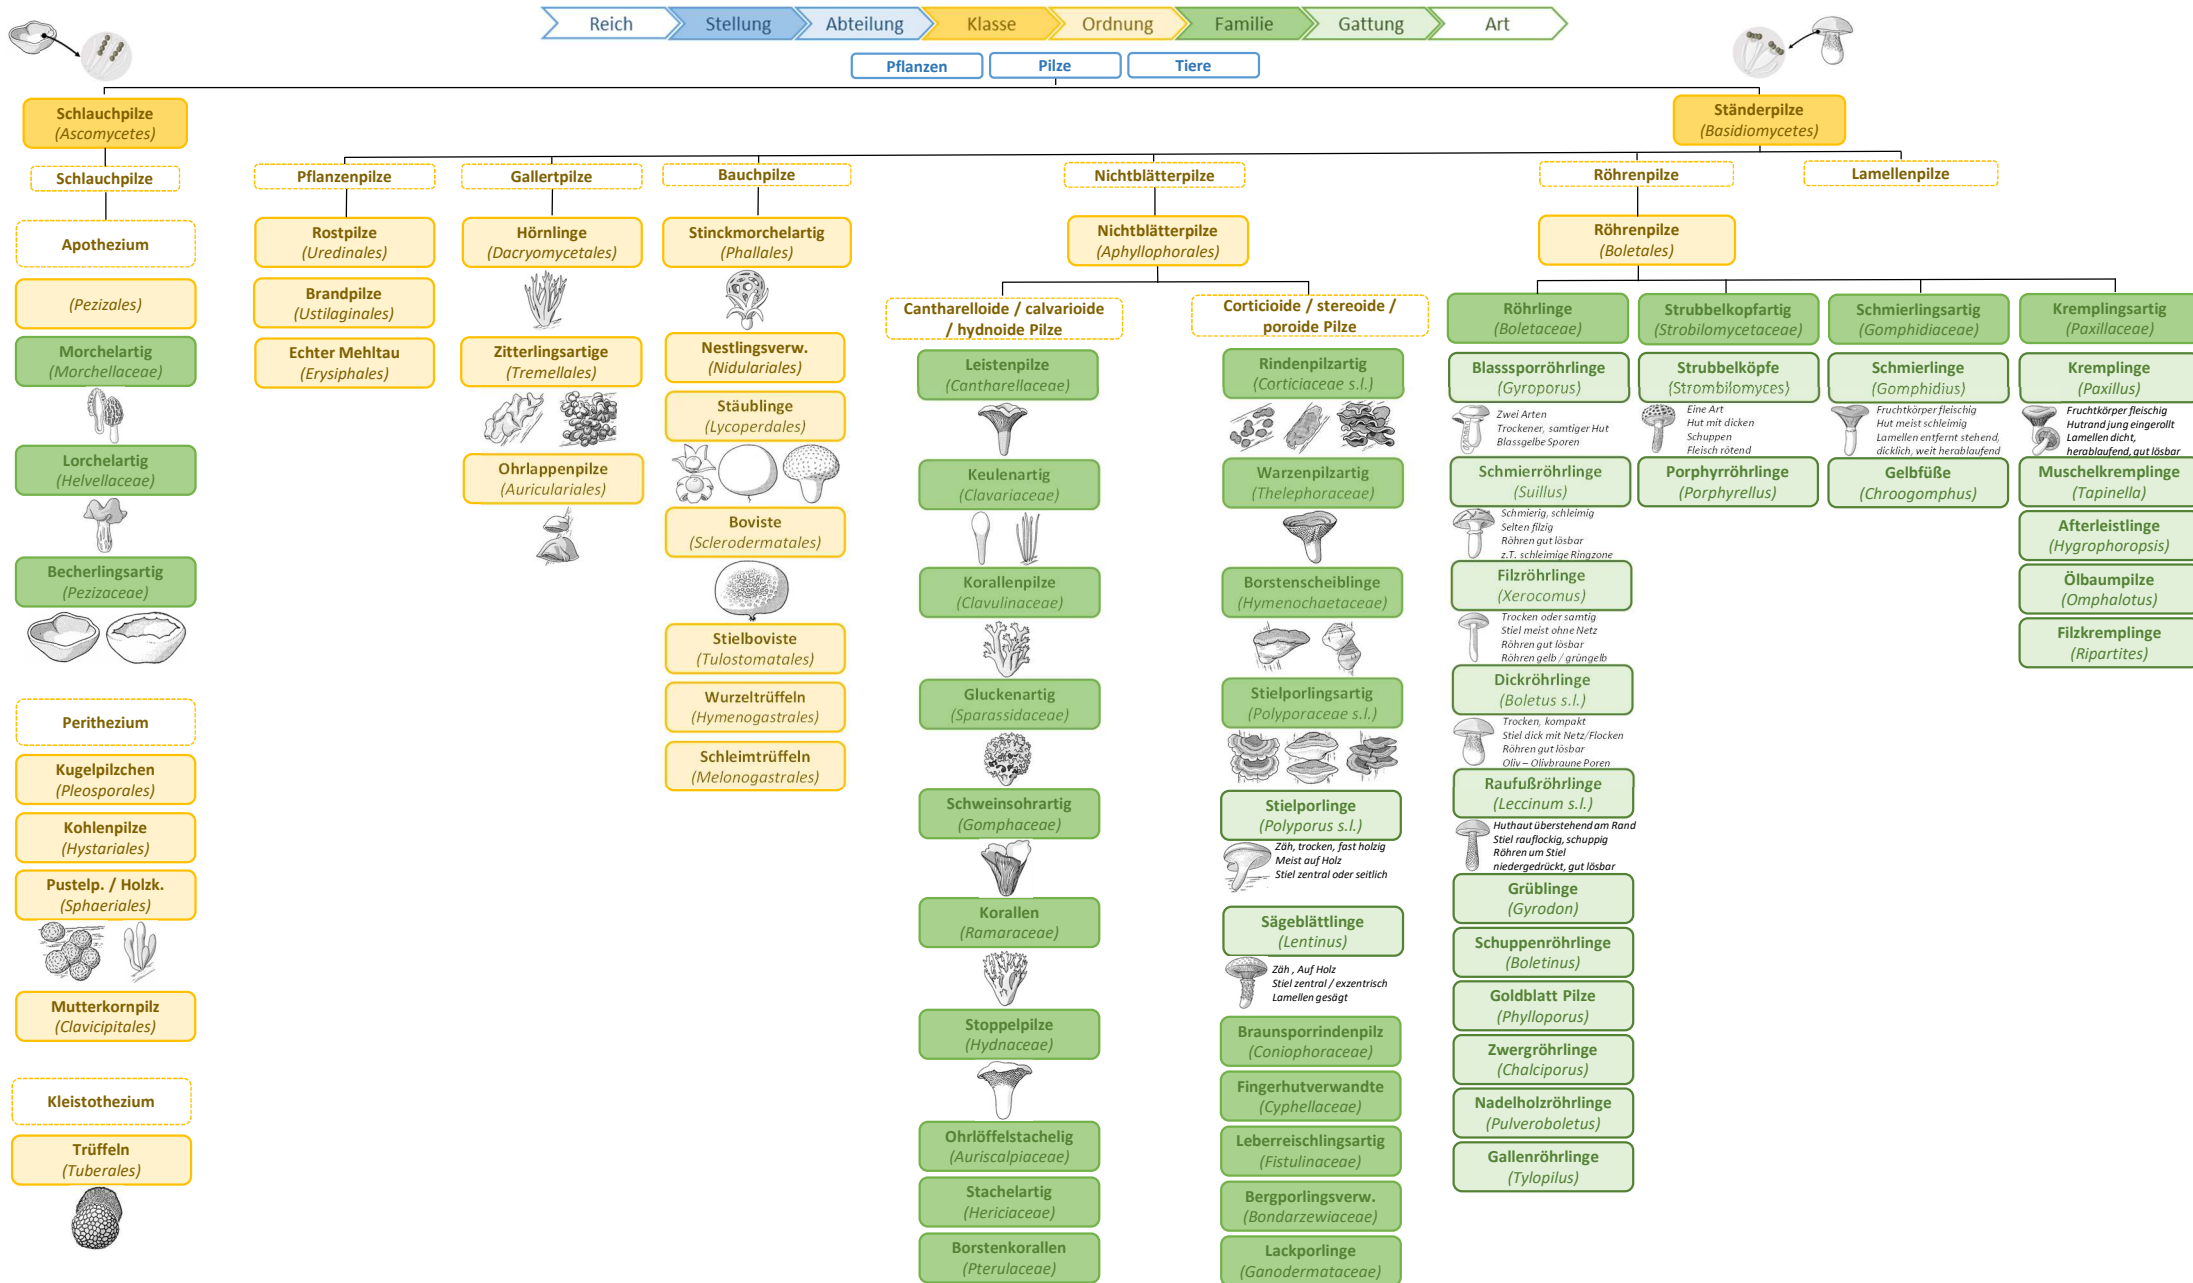 Reich
Stellung
Abteilung
Klasse
Ordnung
Familie
Gattung
Art
Pflanzen
Pilze
Tiere
Schlauchpilze
(Ascomycetes)
Ständerpilze
(Basidiomycetes)
Schlauchpilze
Pflanzenpilze
Gallertpilze
Bauchpilze
Nichtblätterpilze
Röhrenpilze
Lamellenpilze
Apothezium
(Pezizales)
Morchelartig
(Morchellaceae)
Lorchelartig
(Helvellaceae)
Becherlingsartig
(Pezizaceae)
Perithezium
Kugelpilzchen
(Pleosporales)
Kohlenpilze
(Hystariales)
Pustelp. / Holzk.
(Sphaeriales)
Mutterkornpilz
(Clavicipitales)
Kleistothezium
Trüffeln
(Tuberales)
Rostpilze
(Uredinales)
Brandpilze
(Ustilaginales)
Echter Mehltau
(Erysiphales)
Hörnlinge
(Dacryomycetales)
Zitterlingsartige
(Tremellales)
Ohrlappenpilze
(Auriculariales)
Stinckmorchelartig
(Phallales)
Nestlingsverw.
(Nidulariales)
Stäublinge
(Lycoperdales)
Boviste
(Sclerodermatales)
Stielboviste
(Tulostomatales)
Wurzeltrüffeln
(Hymenogastrales)
Schleimtrüffeln
(Melonogastrales)
Nichtblätterpilze
(Aphyllophorales)
Cantharelloide / calvarioide
/ hydnoide Pilze
Leistenpilze
(Cantharellaceae)
Keulenartig
(Clavariaceae)
Korallenpilze
(Clavulinaceae)
Gluckenartig
(Sparassidaceae)
Schweinsohrartig
(Gomphaceae)
Korallen
(Ramaraceae)
Stoppelpilze
(Hydnaceae)
Ohrlöffelstachelig
(Auriscalpiaceae)
Stachelartig
(Hericiaceae)
Borstenkorallen
(Pterulaceae)
Corticioide / stereoide /
poroide Pilze
Rindenpilzartig
(Corticiaceae s.l.)
Warzenpilzartig
(Thelephoraceae)
Borstenscheiblinge
(Hymenochaetaceae)
Stielporlingsartig
(Polyporaceae s.l.)
Stielporlinge
(Polyporus s.l.)
Zäh, trocken, fast holzig
Meist auf Holz
Stiel zentral oder seitlich
Sägeblättlinge
(Lentinus)
Zäh , Auf Holz
Stiel zentral / exzentrisch
Lamellen gesägt
Braunsporrindenpilz
(Coniophoraceae)
Fingerhutverwandte
(Cyphellaceae)
Leberreischlingsartig
(Fistulinaceae)
Bergporlingsverw.
(Bondarzewiaceae)
Lackporlinge
(Ganodermataceae)
Röhrenpilze
(Boletales)
Röhrlinge
(Boletaceae)
Blasssporröhrlinge
(Gyroporus)
Zwei Arten
Trockener, samtiger Hut
Blassgelbe Sporen
Schmierröhrlinge
(Suillus)
Schmierig, schleimig
Selten filzig
Röhren gut lösbar
z.T. schleimige Ringzone
Filzröhrlinge
(Xerocomus)
Trocken oder samtig
Stiel meist ohne Netz
Röhren gut lösbar
Röhren gelb / grüngelb
Dickröhrlinge
(Boletus s.l.)
Trocken, kompakt
Stiel dick mit Netz/Flocken
Röhren gut lösbar
Oliv – Olivbraune Poren
Raufußröhrlinge
(Leccinum s.l.)
Huthaut überstehend am Rand
Stiel rauflockig, schuppig
Röhren um Stiel
niedergedrückt, gut lösbar
Grüblinge
(Gyrodon)
Schuppenröhrlinge
(Boletinus)
Goldblatt Pilze
(Phylloporus)
Zwergröhrlinge
(Chalciporus)
Nadelholzröhrlinge
(Pulveroboletus)
Gallenröhrlinge
(Tylopilus)
Strubbelkopfartig
(Strobilomycetaceae)
Strubbelköpfe
(Strombilomyces)
Eine Art
Hut mit dicken
Schuppen
Fleisch rötend
Porphyrröhrlinge
(Porphyrellus)
Schmierlingsartig
(Gomphidiaceae)
Schmierlinge
(Gomphidius)
Fruchtkörper fleischig
Hut meist schleimig
Lamellen entfernt stehend,
dicklich, weit herablaufend
Gelbfüße
(Chroogomphus)
Kremplingsartig
(Paxillaceae)
Kremplinge
(Paxillus)
Fruchtkörper fleischig
Hutrand jung eingerollt
Lamellen dicht,
herablaufend, gut lösbar
Muschelkremplinge
(Tapinella)
Afterleistlinge
(Hygrophoropsis)
Ölbaumpilze
(Omphalotus)
Filzkremplinge
(Ripartites)